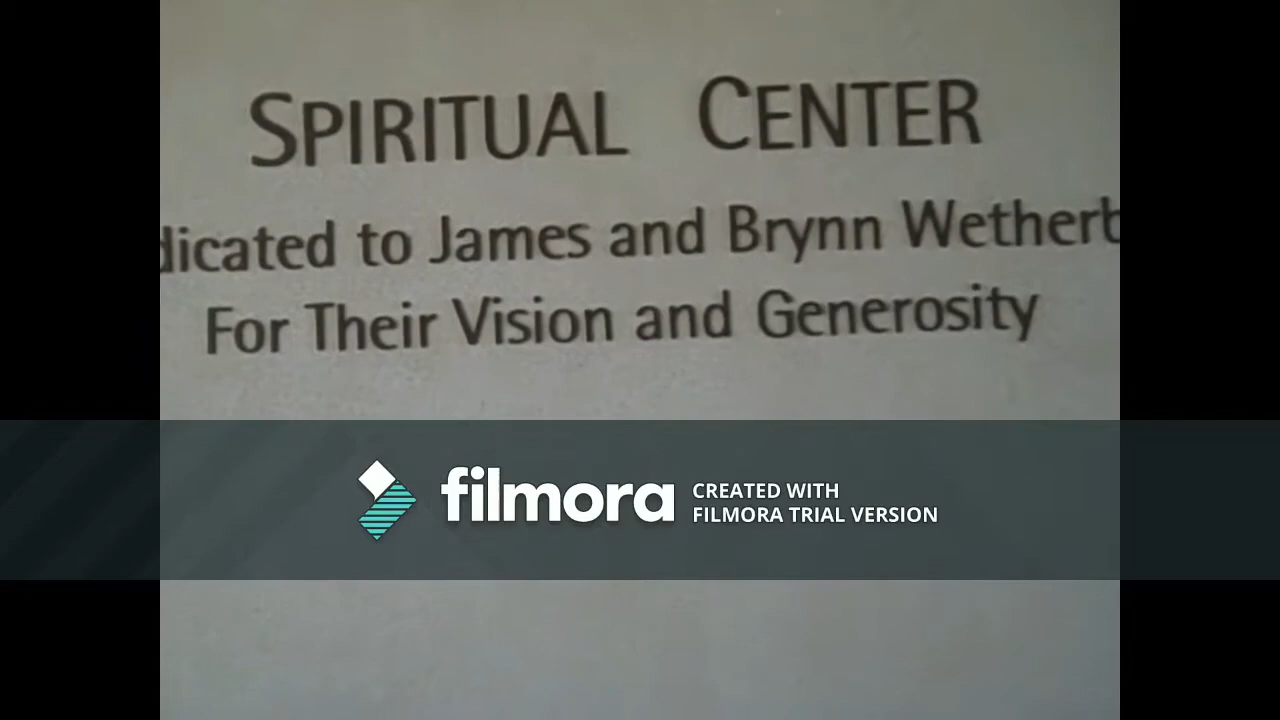 SPIRITUAL CENTER
dicated to James and Brynn Wetherb
For Their Vision and Generosity
filmora
CREATED WITH
FILMORA TRIAL VERSION